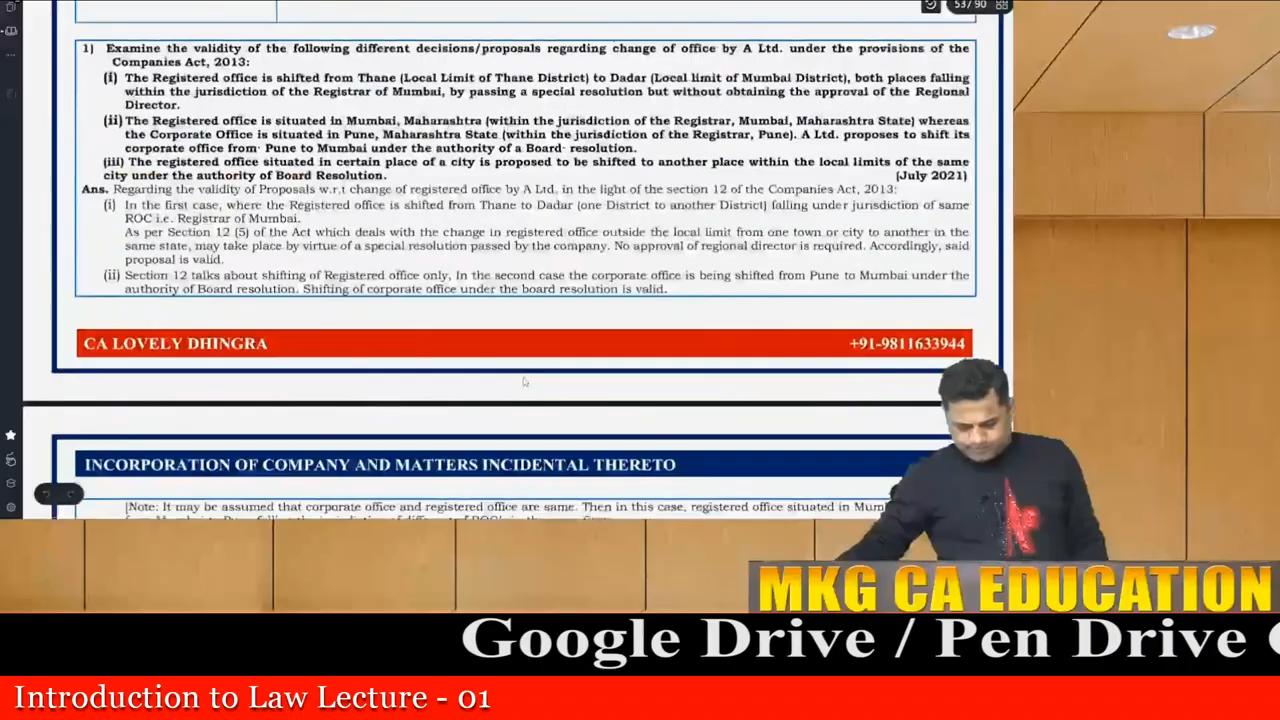 53/90
1) Examine the validity of the following different decisions/proposals regarding change of office by A Ltd. under the provisions of the
Companies Act, 2013:
(i) The Registered office is shifted from Thane (Local Limit of Thane District) to Dadar (Local limit of Mumbai District), both places falling
within the jurisdiction of the Registrar of Mumbai, by passing a special resolution but without obtaining the approval of the Regional
Director.
(ii) The Registered office is situated in Mumbai, Maharashtra (within the jurisdiction of the Registrar, Mumbai, Maharashtra State) whereas
the Corporate Office is situated in Pune, Maharashtra State (within the jurisdiction of the Registrar, Pune). A Ltd. proposes to shift its
corporate office from Pune to Mumbai under the authority of a Board resolution.
(iii) The registered office situated in certain place of a city is proposed to be shifted to another place within the local limits of the same
city under the authority of Board Resolution. (July 2021)
Ans. Regarding the validity of Proposals w.r.t change of registered office by A Ltd. in the light of the section 12 of the Companies Act, 2013:
(i) In the first case, where the Registered office is shifted from Thane to Dadar (one District to another District) falling under jurisdiction of same
ROC i.e. Registrar of Mumbai.
As per Section 12 (5) of the Act which deals with the change in registered office outside the local limit from one town or city to another in the
same state, may take place by virtue of a special resolution passed by the company. No approval of regional director is required. Accordingly, said
proposal is valid.
(ii) Section 12 talks about shifting of Registered office only, In the second case the corporate office is being shifted from Pune to Mumbai under the
authority of Board resolution. Shifting of corporate office under the board resolution is valid.
CA LOVELY DHINGRA +91-9811633944
INCORPORATION OF COMPANY AND MATTERS INCIDENTAL THERETO
[Note: It may be assumed that corporate office and registered office are same. Then in this case, registered office situated in
MKG CA EDUCATION
Google Drive / Pen Drive
Introduction to Law Lecture - 01